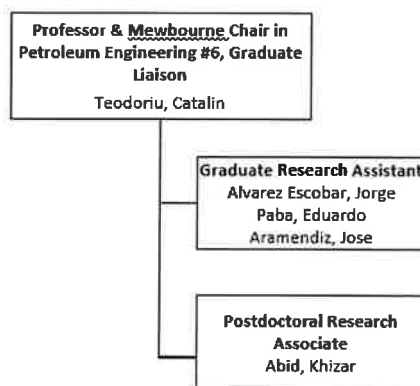 Professor & Mewbourne Chair in
Petroleum Engineering #6, Graduate
Liaison
Teodoriu, Catalin
Graduate Research Assistant
Alvarez Escobar, Jorge
Paba, Eduardo
Aramendiz, Jose
Postdoctoral Research
Associate
Abid, Khizar